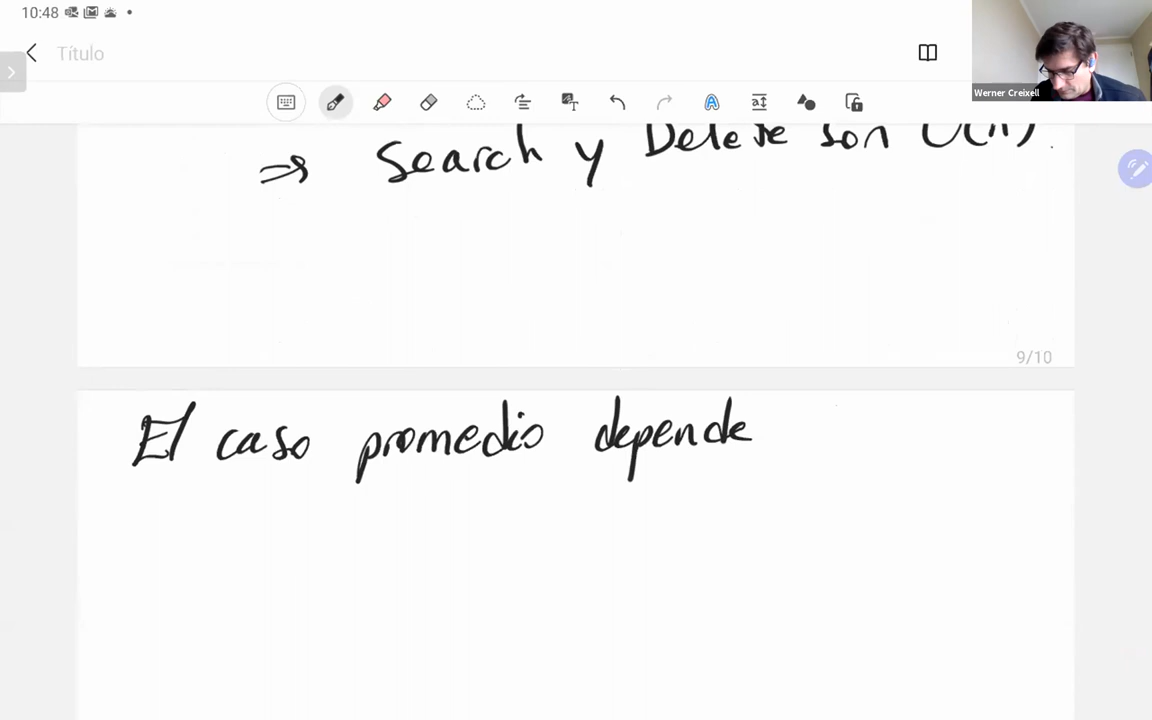 10:48
Título
Werner Creixell
⇒ Search y Delete son O(n).
9/10
El caso promedio depende